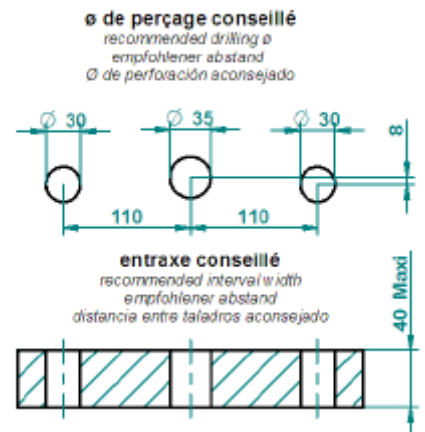 ø de perçage conseillé
recommended drilling ø
empfohlener abstand
Ø de perforación aconsejado
Ø 30
Ø 35
Ø 30
8
110
110
entraxe conseillé
recommended interval width
empfohlener abstand
distancia entre taladros aconsejado
40 Maxi